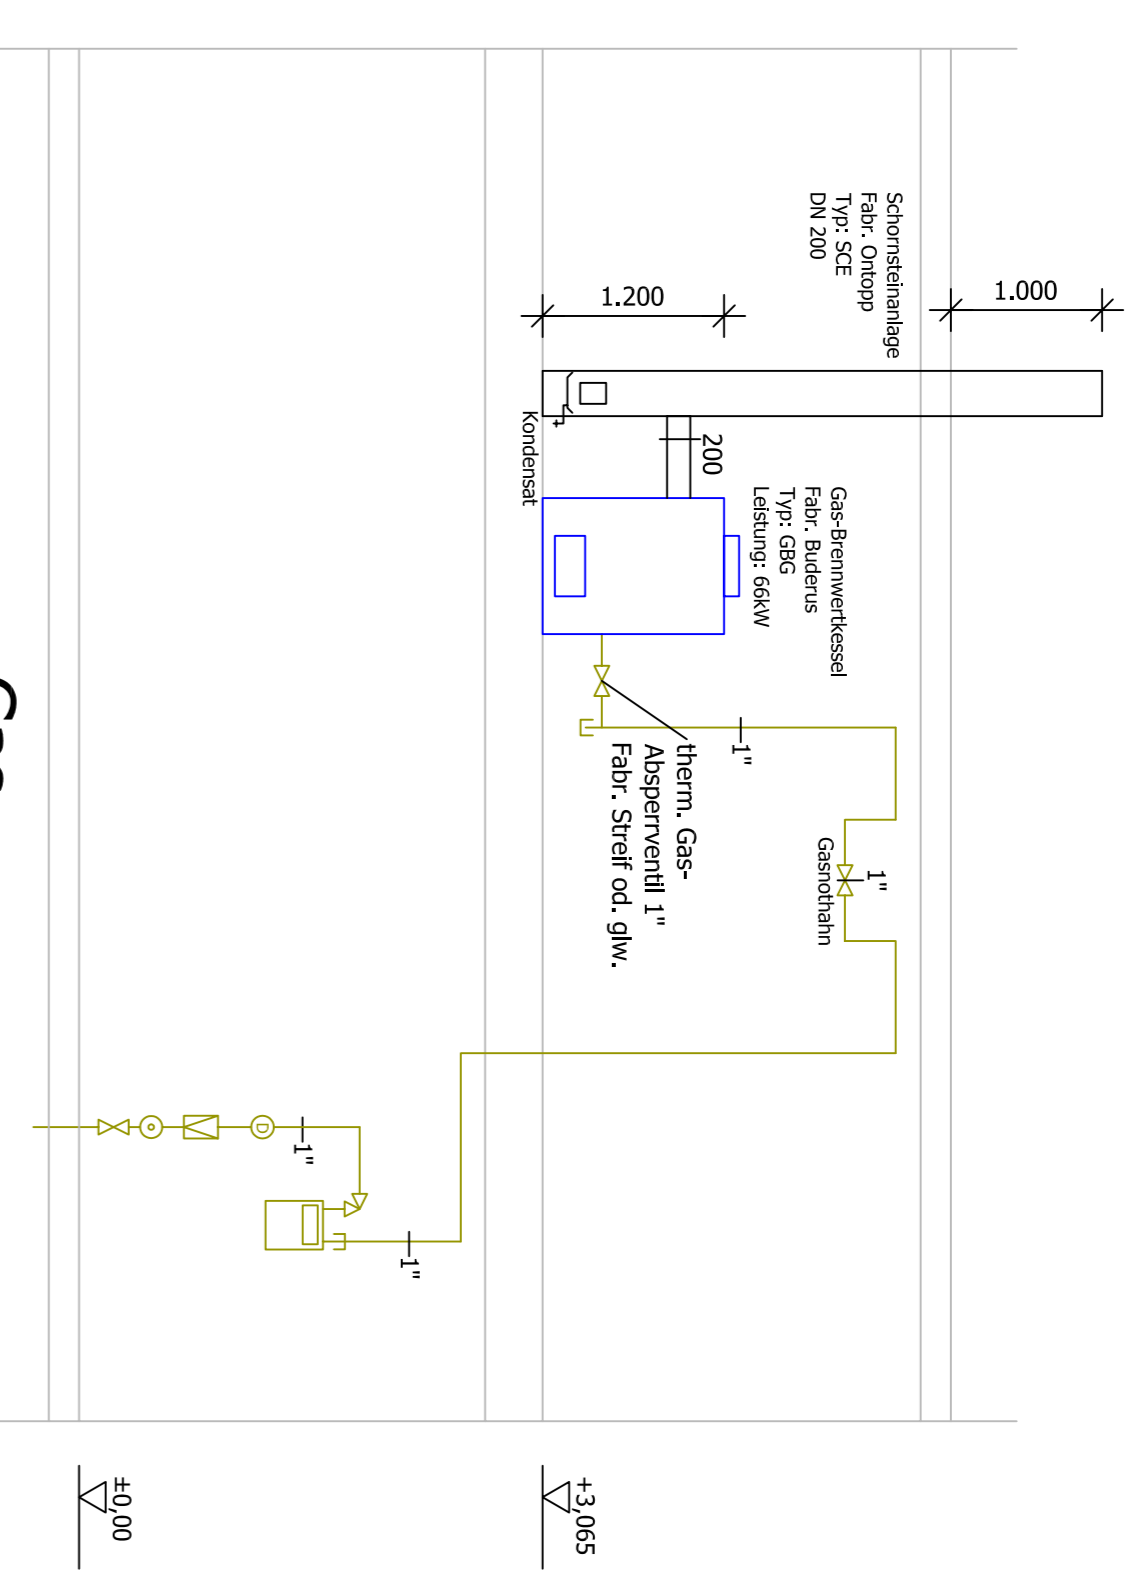 Schornsteinanlage
Fabr. Ontopp
Typ: SCE
DN 200
1.000
1.200
200
Kondensat
Gas-Brennwertkessel
Fabr. Buderus
Typ: GBG
Leistung: 66kW
1"
therm. Gas-
Absperrventil 1"
Fabr. Streif od. glw.
1"
Gasnothahn
1"
D
1"
+3,065
±0,00